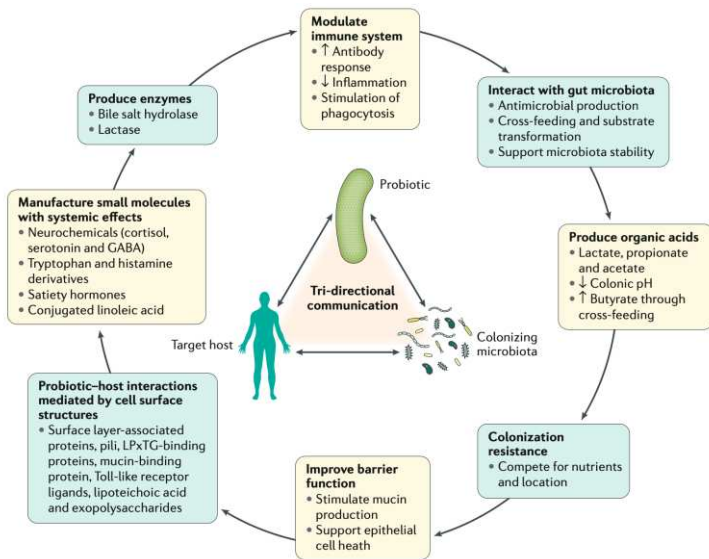 Modulate
immune system
• ↑ Antibody
response
• ↓ Inflammation
• Stimulation of
phagocytosis
Interact with gut microbiota
• Antimicrobial production
• Cross-feeding and substrate
transformation
• Support microbiota stability
Produce organic acids
• Lactate, propionate
and acetate
• ↓ Colonic pH
• ↑ Butyrate through
cross-feeding
Colonization
resistance
• Compete for nutrients
and location
Improve barrier
function
• Stimulate mucin
production
• Support epithelial
cell heath
Probiotic–host interactions
mediated by cell surface
structures
• Surface layer-associated
proteins, pili, LPxTG-binding
proteins, mucin-binding
protein, Toll-like receptor
ligands, lipoteichoic acid
and exopolysaccharides
Manufacture small molecules
with systemic effects
• Neurochemicals (cortisol,
serotonin and GABA)
• Tryptophan and histamine
derivatives
• Satiety hormones
• Conjugated linoleic acid
Produce enzymes
• Bile salt hydrolase
• Lactase
Probiotic
Tri-directional
communication
Target host
Colonizing
microbiota